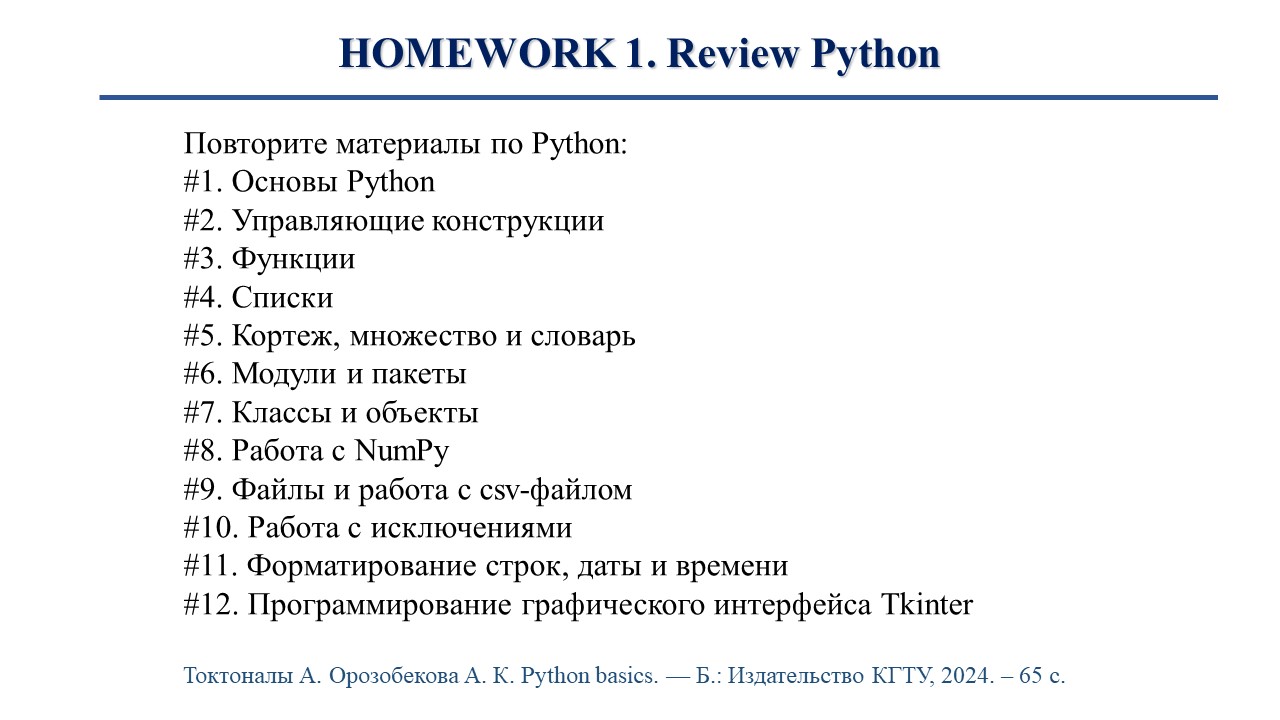 HOMEWORK 1. Review Python
Повторите материалы по Python:
#1. Основы Python
#2. Управляющие конструкции
#3. Функции
#4. Списки
#5. Кортеж, множество и словарь
#6. Модули и пакеты
#7. Классы и объекты
#8. Работа с NumPy
#9. Файлы и работа с csv-файлом
#10. Работа с исключениями
#11. Форматирование строк, даты и времени
#12. Программирование графического интерфейса Tkinter
Токтоналы А. Орозобекова А. К. Python basics. — Б.: Издательство КГТУ, 2024. – 65 с.